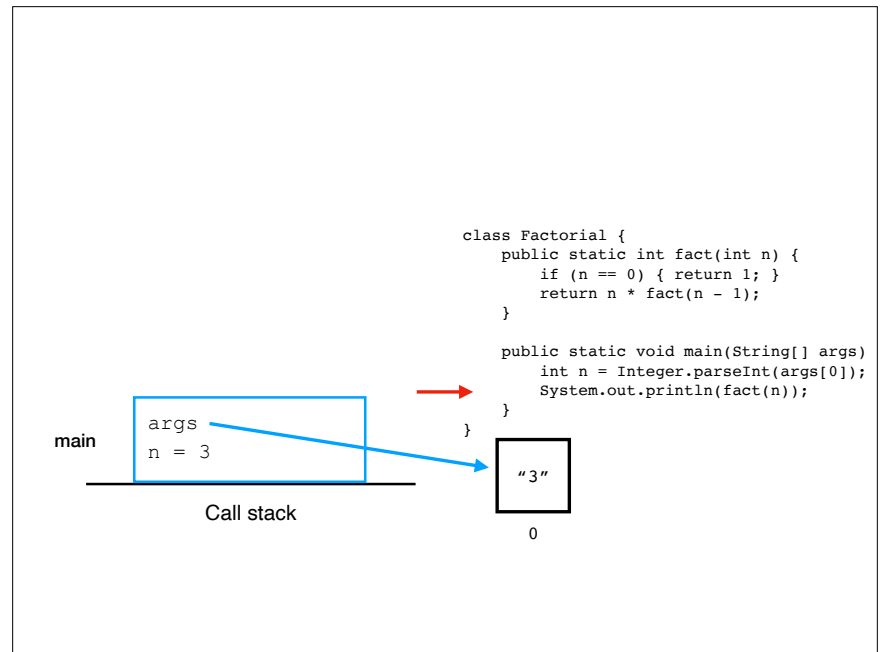 class Factorial {
    public static int fact(int n) {
        if (n == 0) { return 1; }
        return n * fact(n - 1);
    }

    public static void main(String[] args)
        int n = Integer.parseInt(args[0]);
        System.out.println(fact(n));
    }
}
main
args
n = 3
Call stack
“3”
0